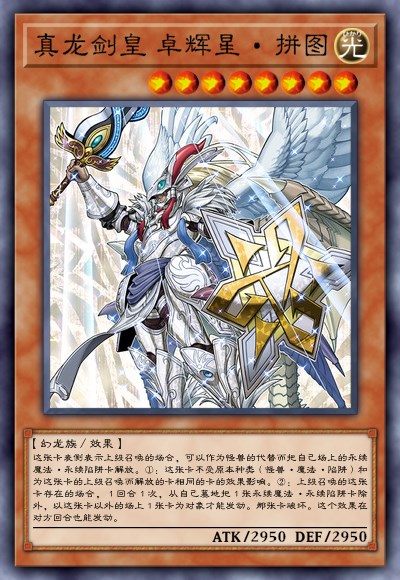 真龙剑皇 卓辉星·拼图
ひかり
光
【幻龙族/效果】
这张卡表侧表示上级召唤的场合，可以作为怪兽的代替而把自己场上的永续
魔法·永续陷阱卡解放。①：这张卡不受原本种类（怪兽·魔法·陷阱）和
为这张卡的上级召唤而解放的卡相同的卡的效果影响。②：上级召唤的这张
卡存在的场合，1回合1次，从自己墓地把1张永续魔法·永续陷阱卡除
外，以这张卡以外的场上1张卡为对象才能发动。那张卡破坏。这个效果在
对方回合也能发动。
ATK/2950 DEF/2950